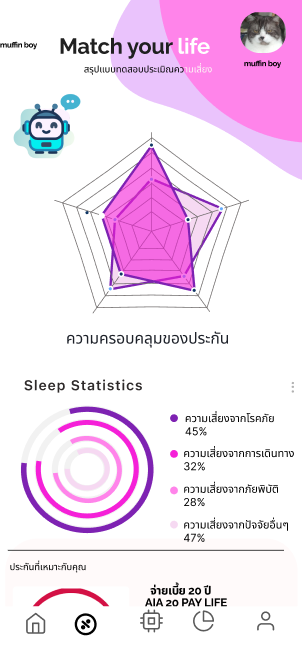 muffin boy
Match your life
สรุปแบบทดสอบประเมินความเสี่ยง
muffin boy
ความครอบคลุมของประกัน
Sleep Statistics
ความเสี่ยงจากโรคภัย
45%
ความเสี่ยงจากการเดินทาง
32%
ความเสี่ยงจากภัยพิบัติ
28%
ความเสี่ยงจากปัจจัยอื่นๆ
47%
ประกันที่เหมาะกับคุณ
จ่ายเบี้ย 20 ปี
AIA 20 PAY LIFE